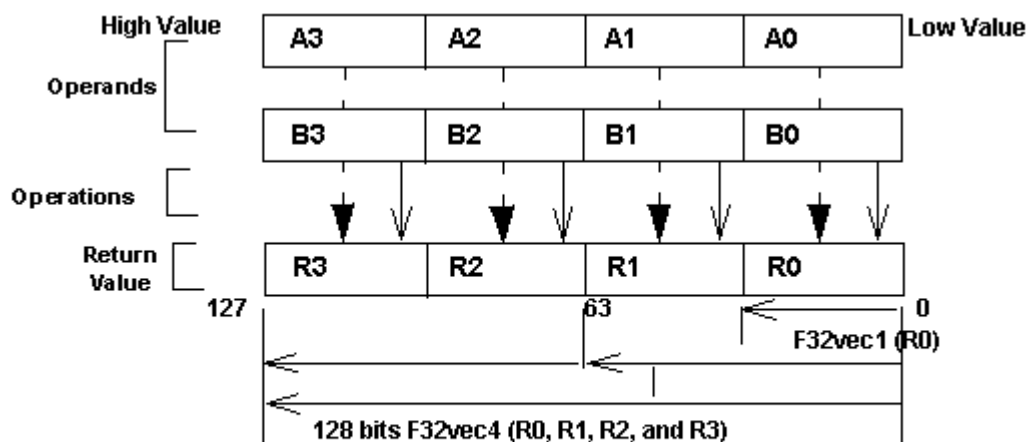 High Value A3 A2 A1 A0 Low Value
Operands
B3 B2 B1 B0
Operations
Return
Value
R3 R2 R1 R0
127 63 0
F32vec1 (R0)
128 bits F32vec4 (R0, R1, R2, and R3)